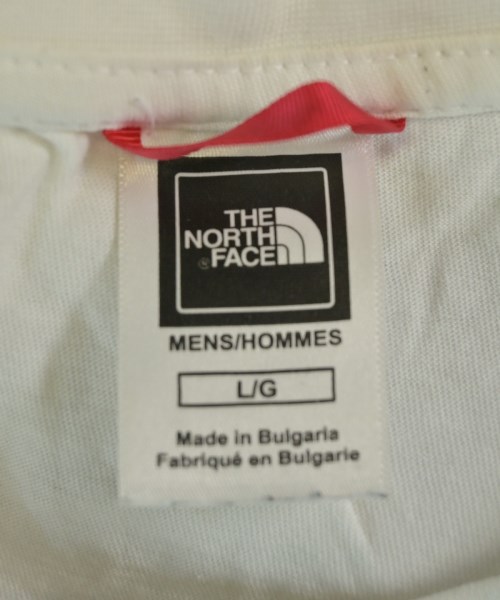 THE
NORTH
FACE
MENS/HOMMES
L/G
Made in Bulgaria
Fabriqué en Bulgarie